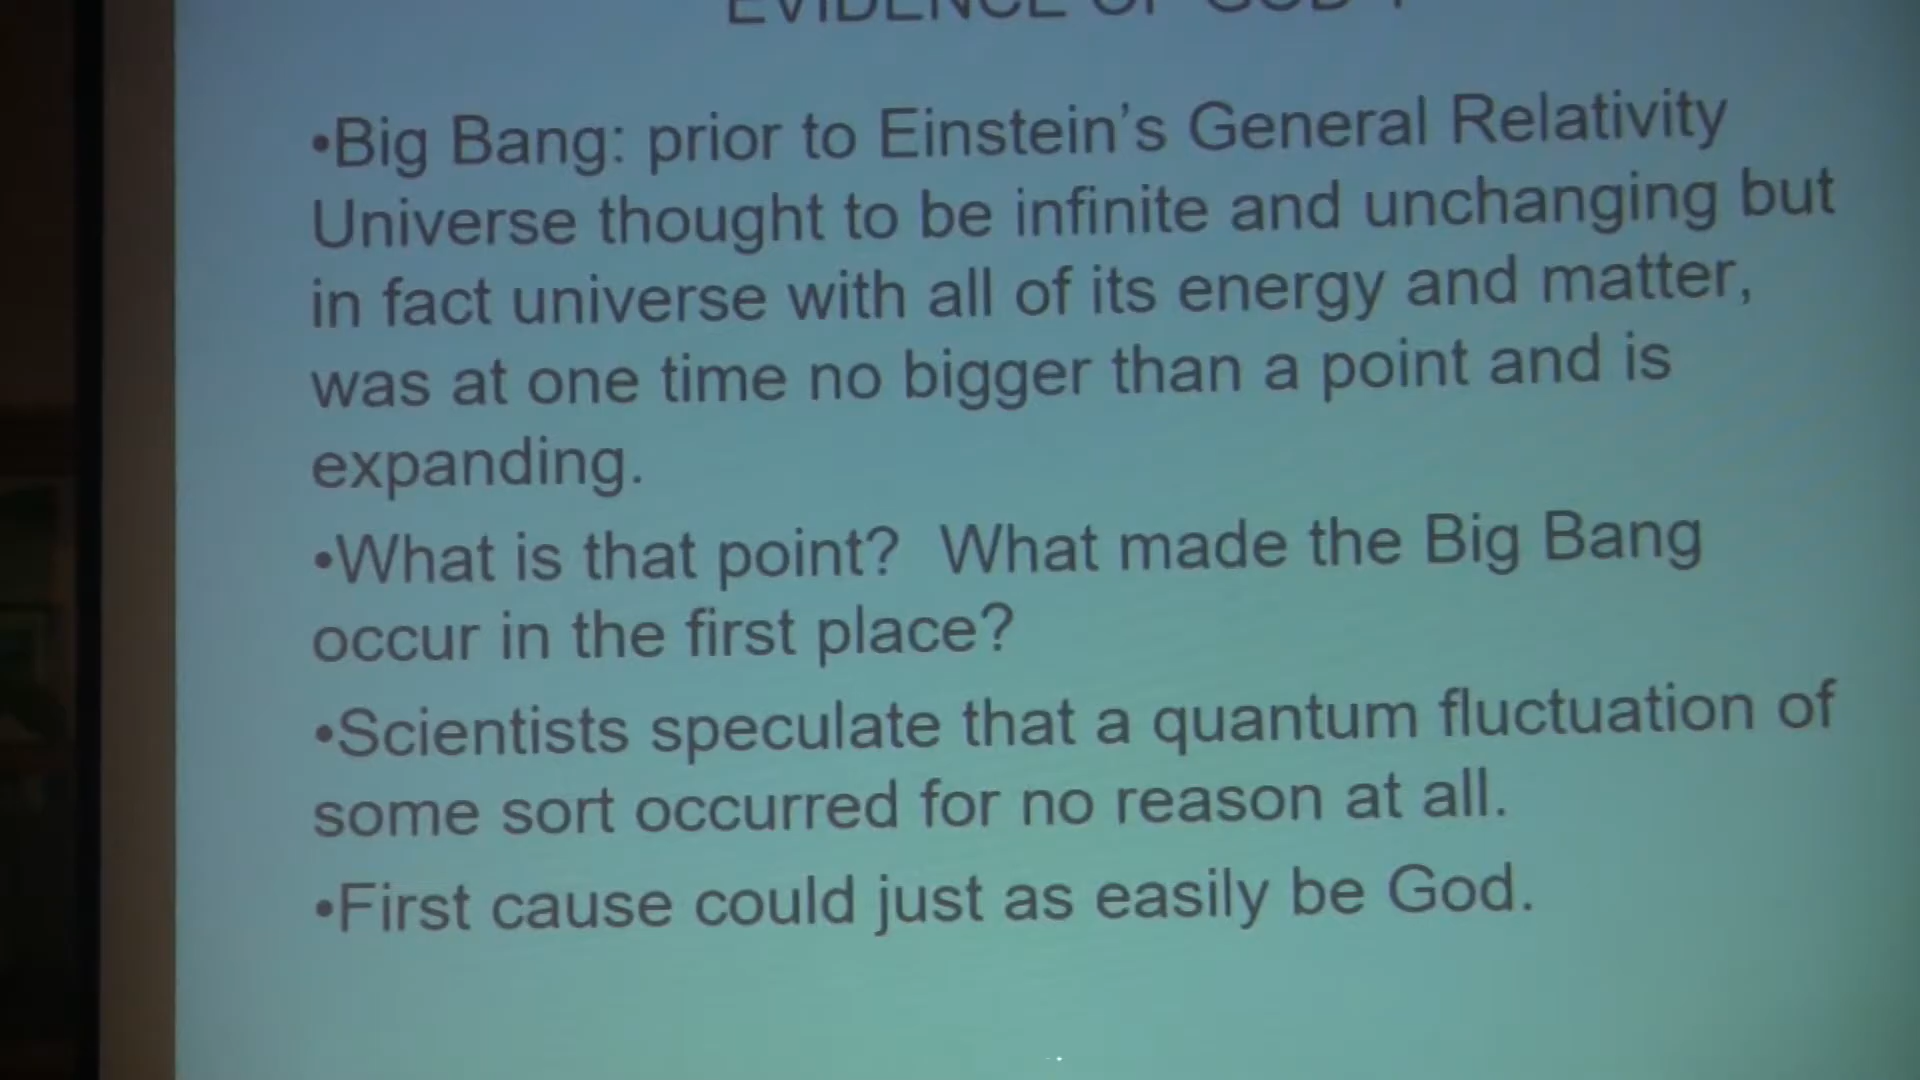 EVIDENCE OF GOD ?
•Big Bang: prior to Einstein’s General Relativity
Universe thought to be infinite and unchanging but
in fact universe with all of its energy and matter,
was at one time no bigger than a point and is
expanding.
•What is that point?  What made the Big Bang
occur in the first place?
•Scientists speculate that a quantum fluctuation of
some sort occurred for no reason at all.
•First cause could just as easily be God.